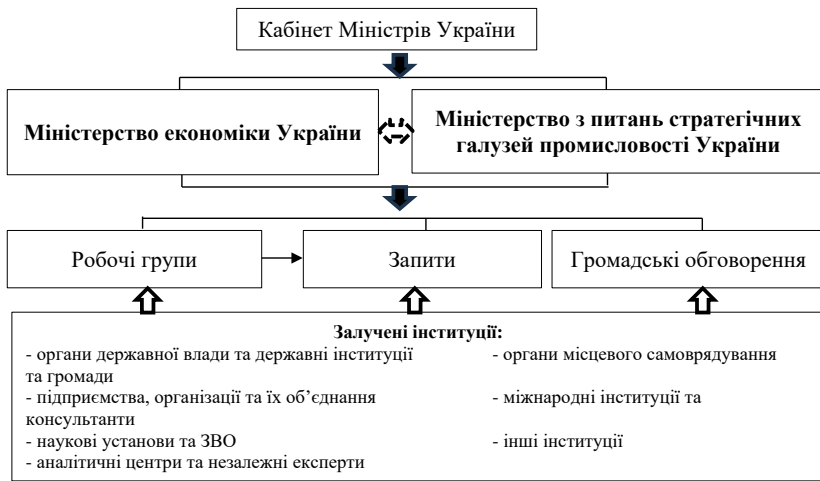 Кабінет Міністрів України
Міністерство економіки України
Міністерство з питань стратегічних
галузей промисловості України
Робочі групи
Запити
Громадські обговорення
Залучені інституції:
- органи державної влади та державні інституції - органи місцевого самоврядування
та громади
- підприємства, організації та їх об’єднання - міжнародні інституції та
консультанти
- наукові установи та ЗВО - інші інституції
- аналітичні центри та незалежні експерти